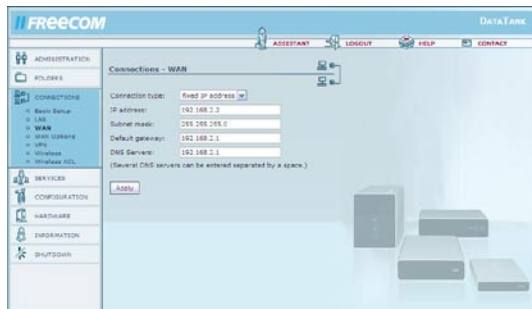 FREECOM
DATATANK
ASSISTANT LOGOUT HELP CONTACT
ADMINISTRATION
FOLDERS
CONNECTIONS
Basic Setup
LAN
WAN
WAN Options
VPN
Wireless
Wireless ACL
SERVICES
CONFIGURATION
HARDWARE
INFORMATION
SHUTDOWN
Connections - WAN
Connection type: fixed IP address
IP address: 192.168.2.2
Subnet mask: 255.255.255.0
Default gateway: 192.168.2.1
DNS Servers: 192.168.2.1
(Several DNS servers can be entered separated by a space.)
Apply